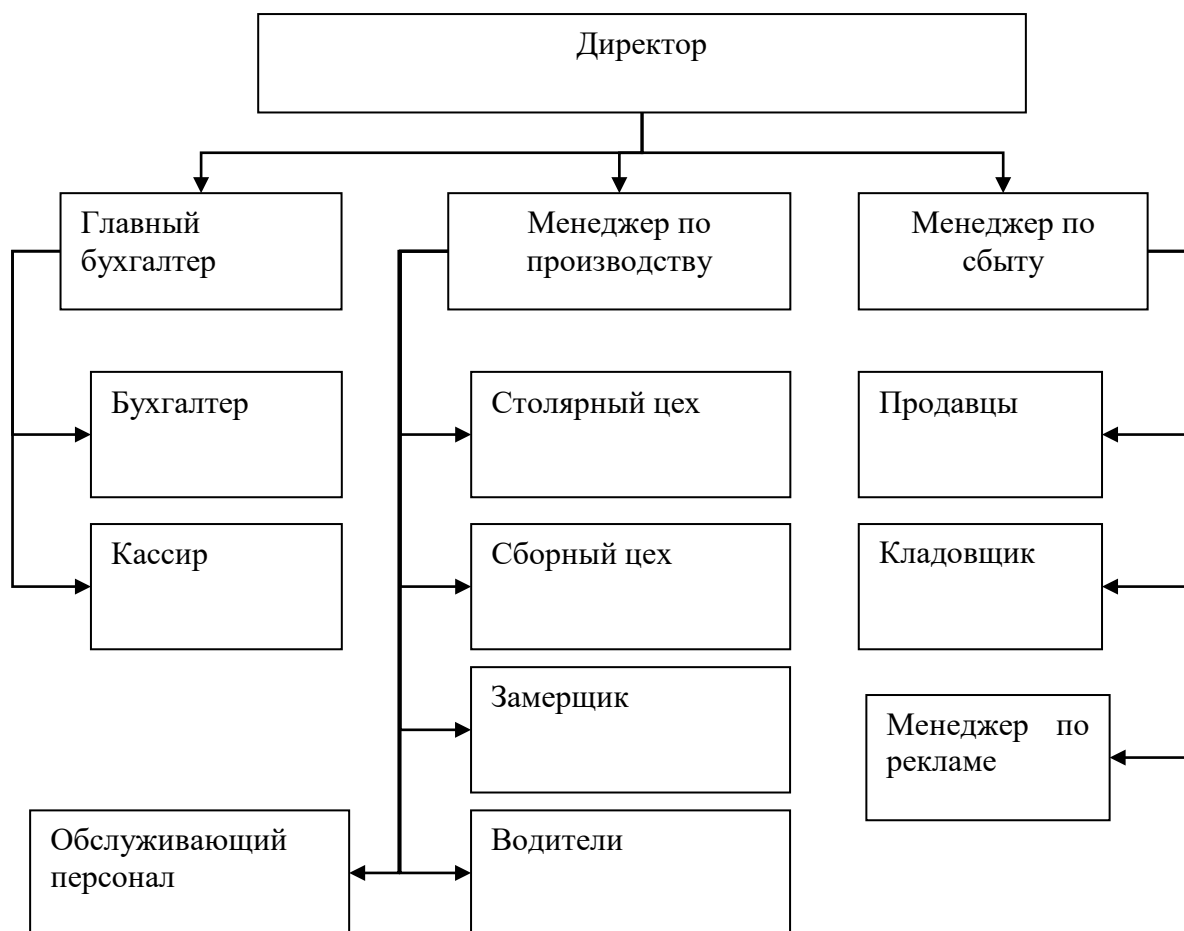 Директор
Главный
бухгалтер
Менеджер по
производству
Менеджер по
сбыту
Бухгалтер
Столярный цех
Продавцы
Кассир
Сборный цех
Кладовщик
Замерщик
Менеджер по
рекламе
Обслуживающий
персонал
Водители